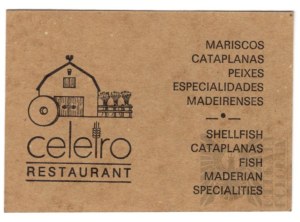 celeiro
RESTAURANT
MARISCOS
CATAPLANAS
PEIXES
ESPECIALIDADES
MADEIRENSES
SHELLFISH
CATAPLANAS
FISH
MADERIAN
SPECIALITIES